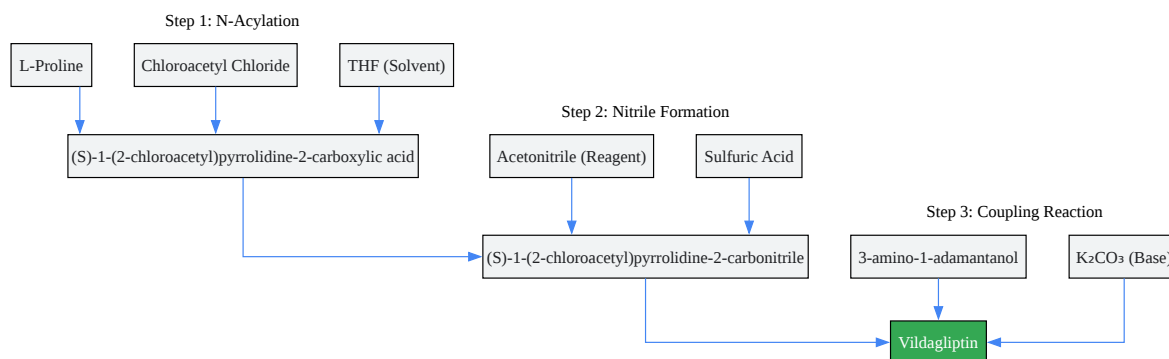 Step 1: N-Acylation
L-Proline
Chloroacetyl Chloride
THF (Solvent)
(S)-1-(2-chloroacetyl)pyrrolidine-2-carboxylic acid
Step 2: Nitrile Formation
Acetonitrile (Reagent)
Sulfuric Acid
(S)-1-(2-chloroacetyl)pyrrolidine-2-carbonitrile
Step 3: Coupling Reaction
3-amino-1-adamantanol
K₂CO₃ (Base)
Vildagliptin